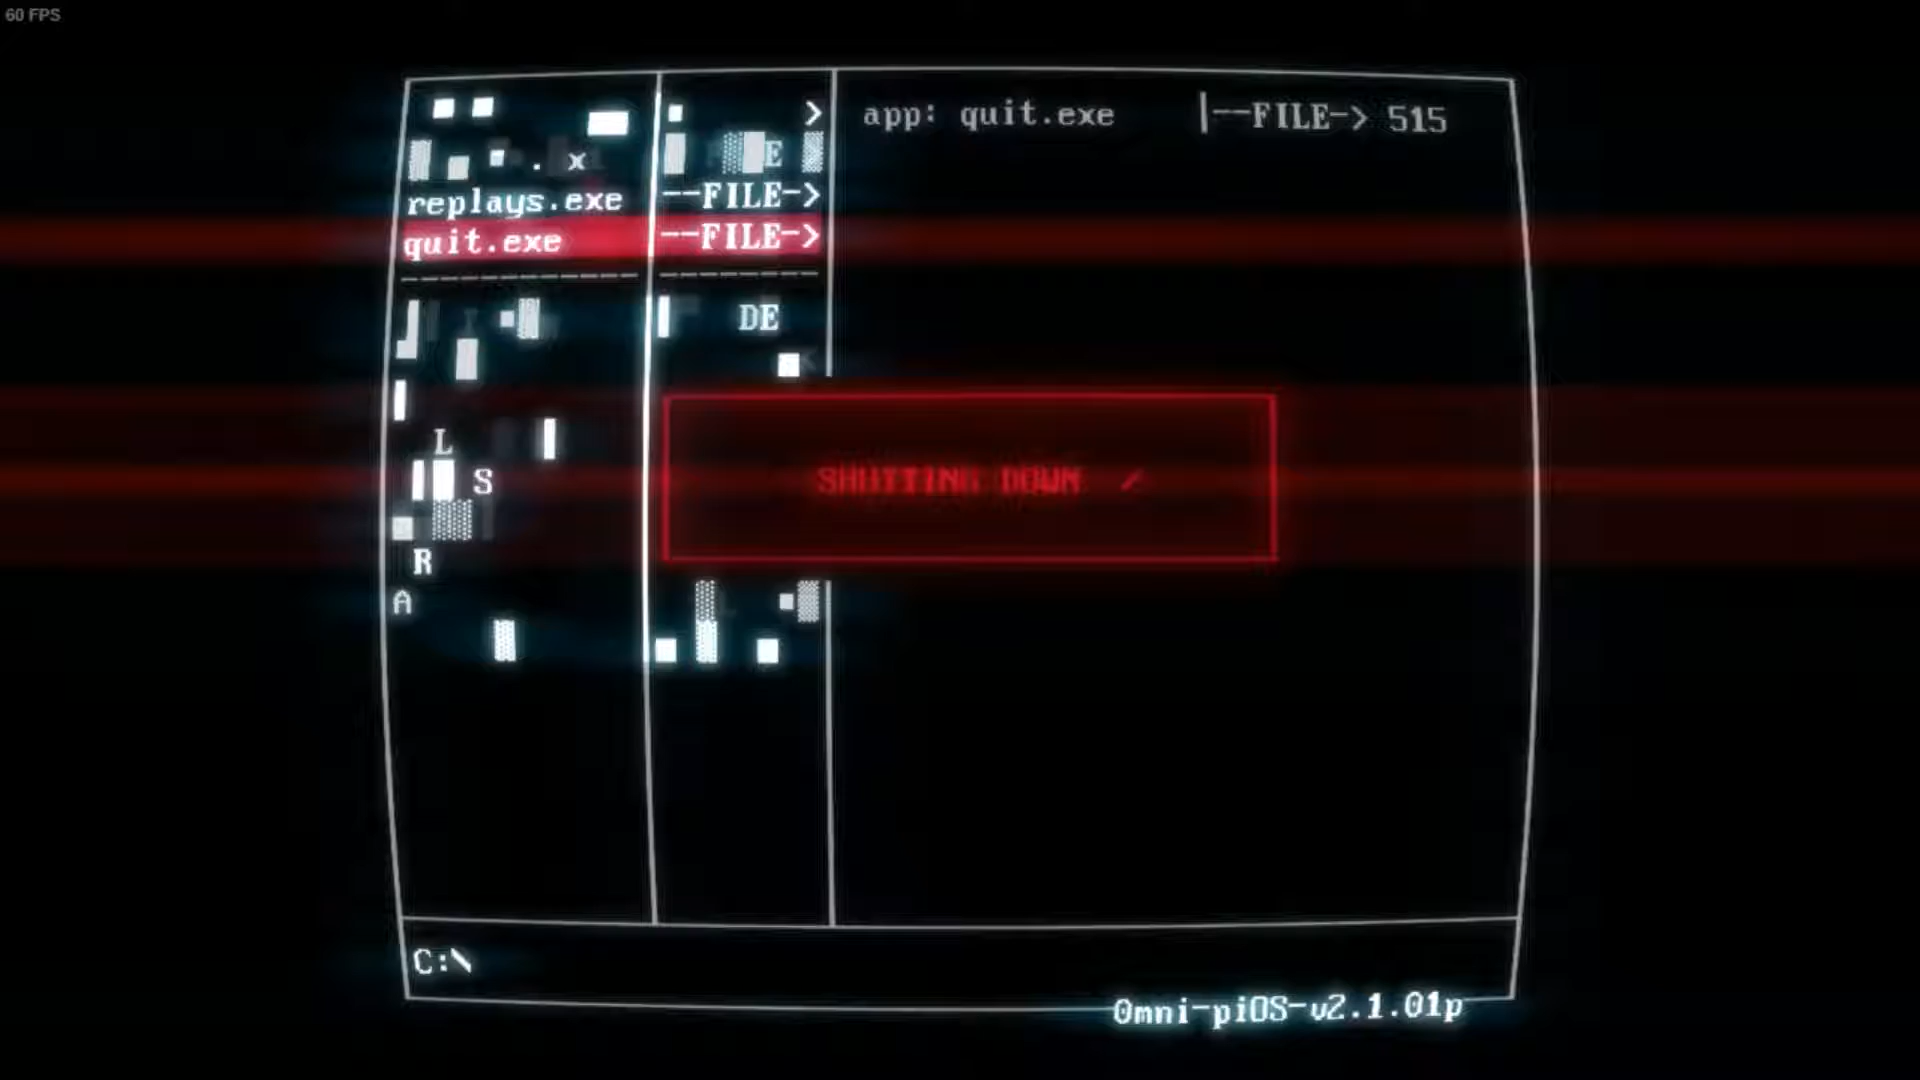 60 FPS
app: quit.exe |--FILE-> 515
>
. x E
replays.exe --FILE->
quit.exe --FILE->
DE
L
S
SHUTTING DOWN /
R
A
C:\
0mni-piOS-v2.1.01p